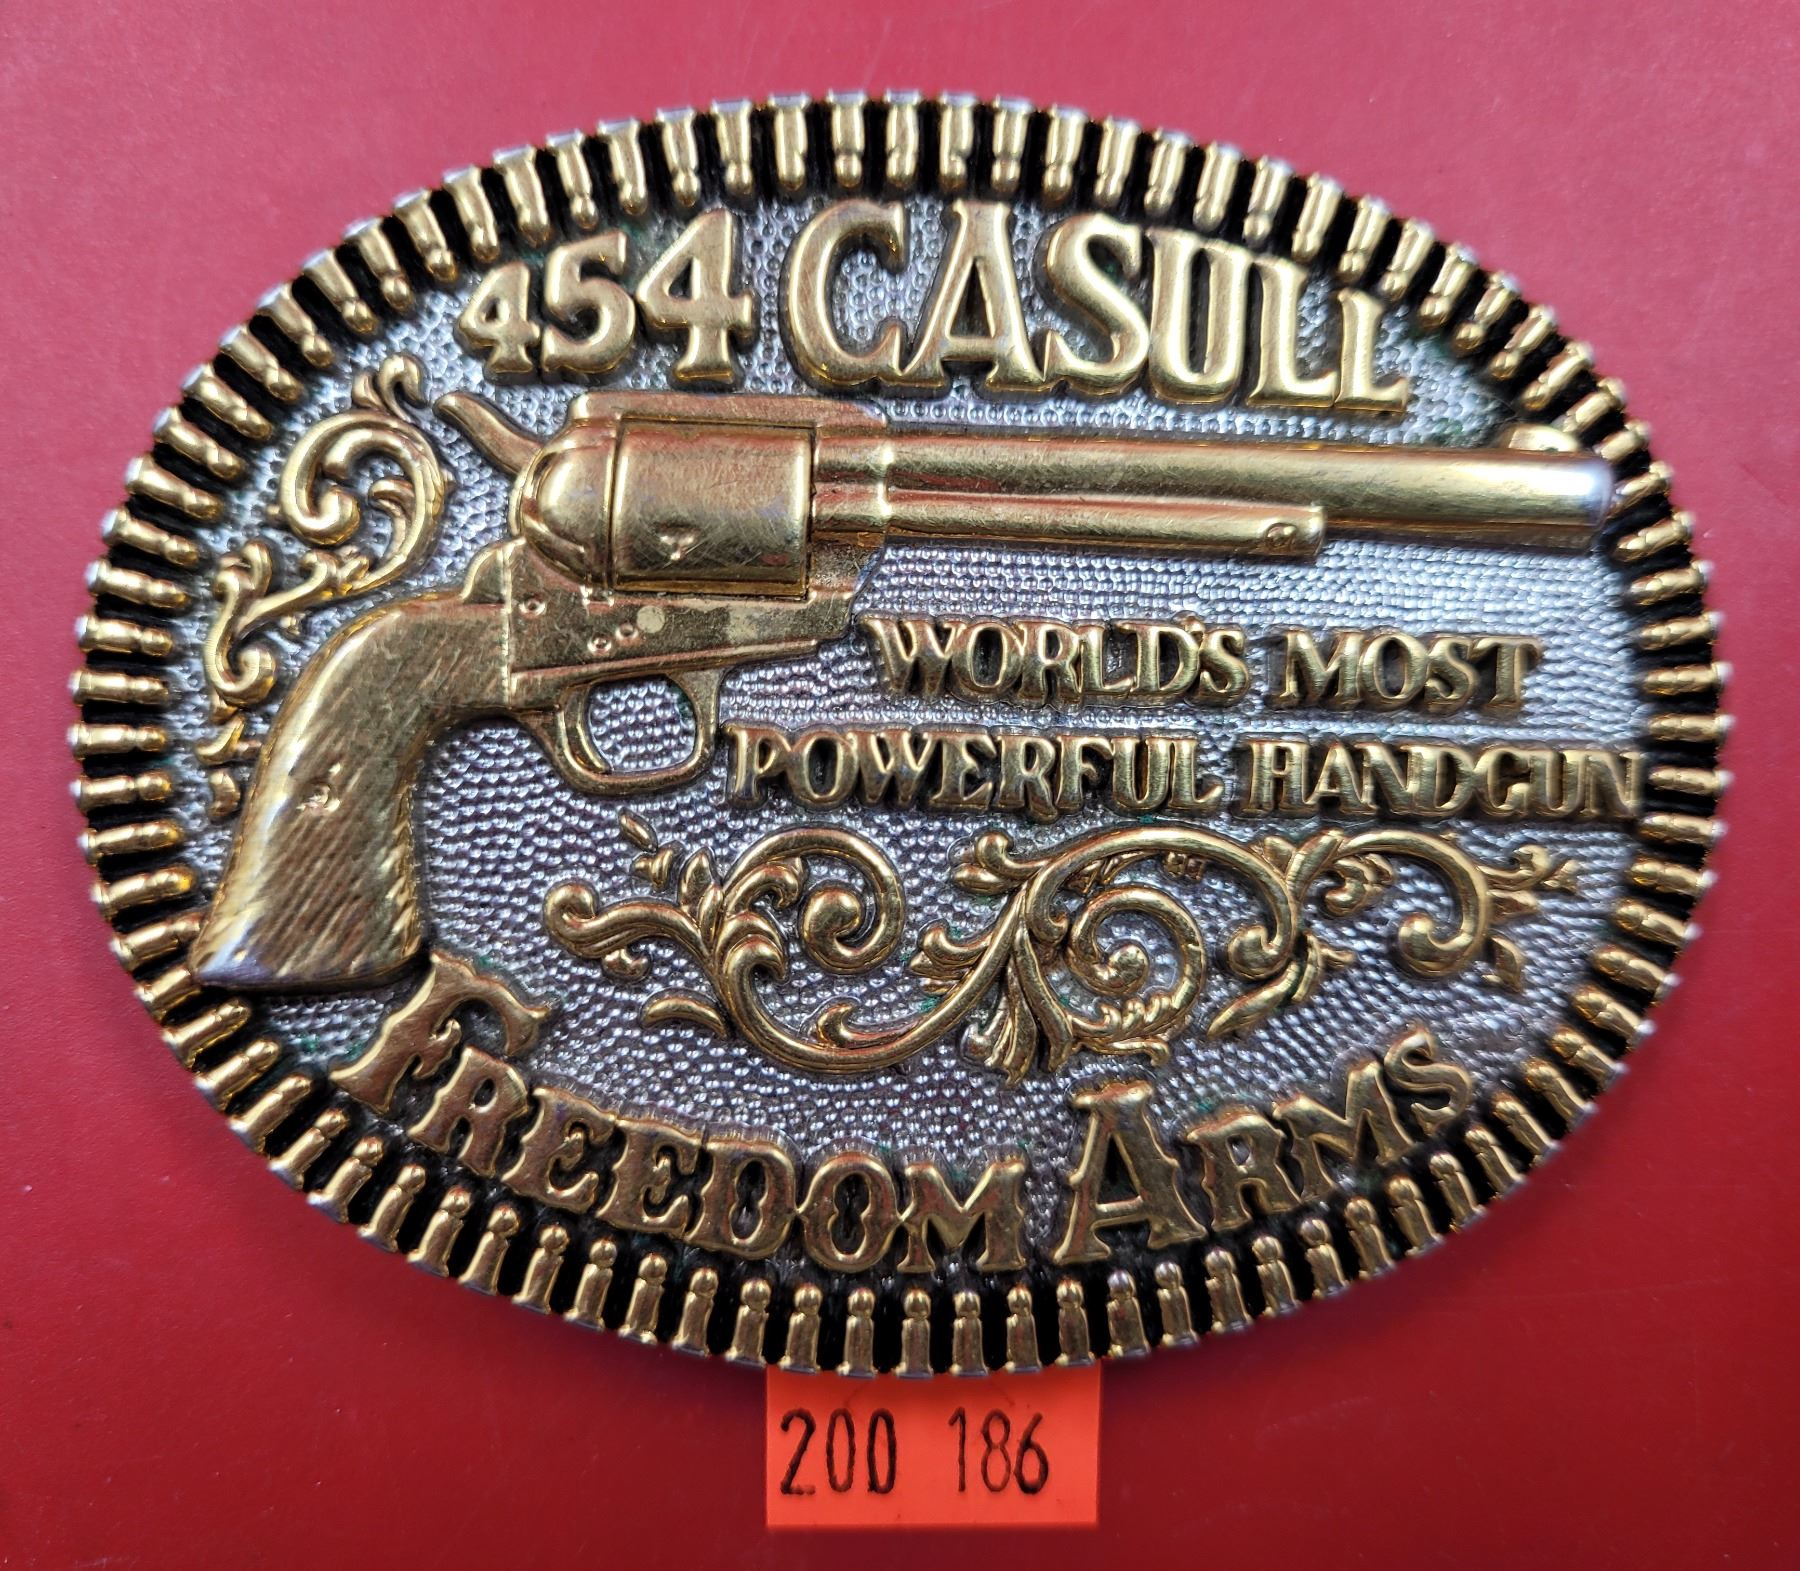 454 CASULL
WORLD'S MOST
POWERFUL HANDGUN
FREEDOM ARMS
200 186